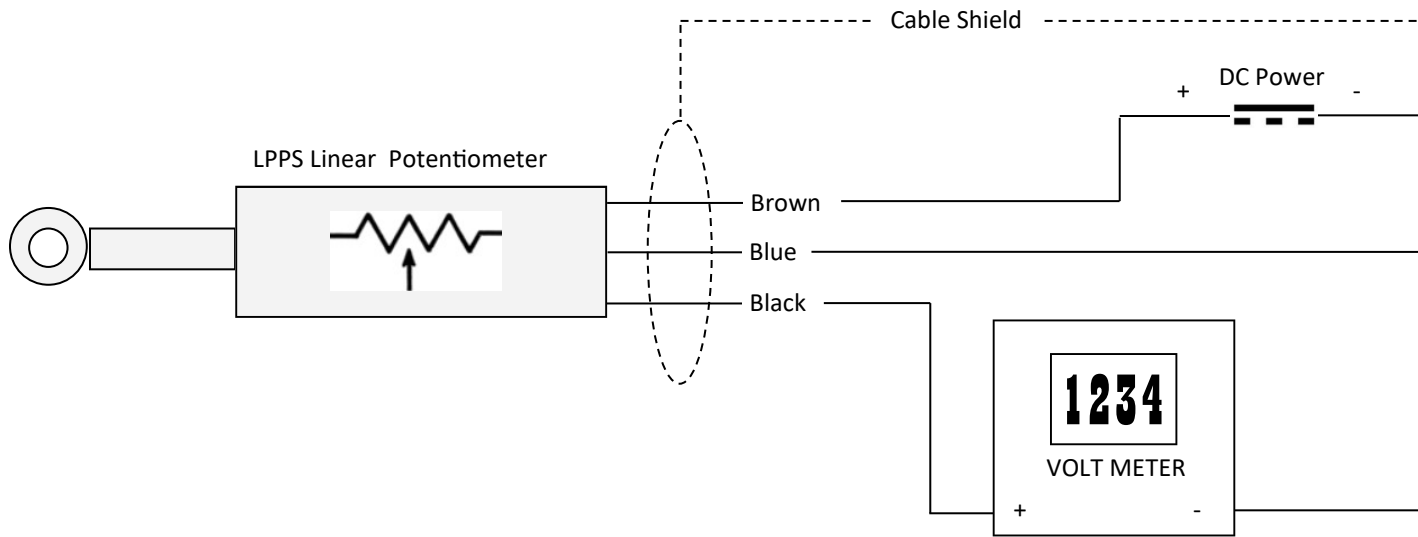 Cable Shield
DC Power
+ -
LPPS Linear Potentiometer
Brown
Blue
Black
1234
VOLT METER
+ -